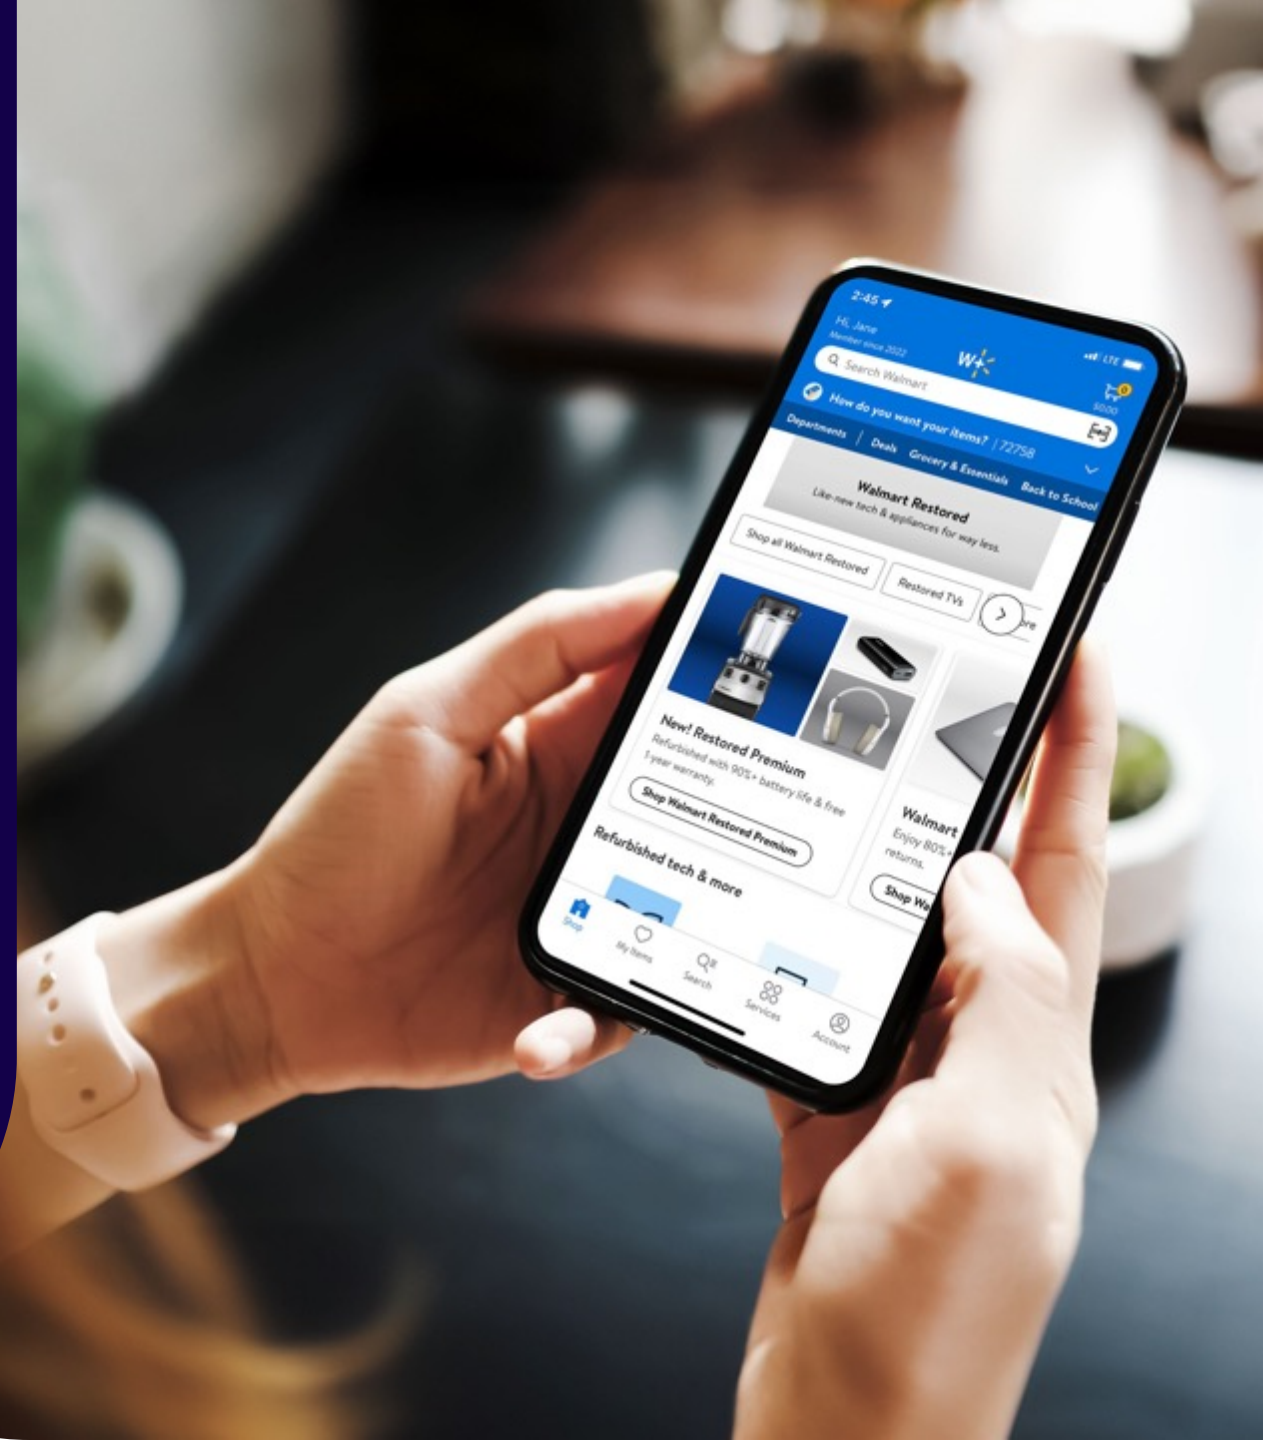 2:45
LTE
Hi, Jane
Member since 2022
W+
0
$0.00
Search Walmart
How do you want your items? | 72758
Departments | Deals Grocery & Essentials Back to School
Walmart Restored
Like-new tech & appliances for way less.
Shop all Walmart Restored
Restored TVs
New! Restored Premium
Refurbished with 90%+ battery life & free
1-year warranty.
Shop Walmart Restored Premium
Walmart
Enjoy 80%+
returns.
Shop Wa
Refurbished tech & more
Shop
My Items
Search
Services
Account